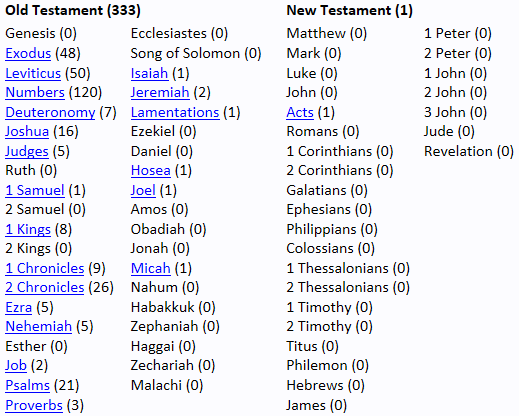 Old Testament (333)
Genesis (0)
Exodus (48)
Leviticus (50)
Numbers (120)
Deuteronomy (7)
Joshua (16)
Judges (5)
Ruth (0)
1 Samuel (1)
2 Samuel (0)
1 Kings (8)
2 Kings (0)
1 Chronicles (9)
2 Chronicles (26)
Ezra (5)
Nehemiah (5)
Esther (0)
Job (2)
Psalms (21)
Proverbs (3)
Ecclesiastes (0)
Song of Solomon (0)
Isaiah (1)
Jeremiah (2)
Lamentations (1)
Ezekiel (0)
Daniel (0)
Hosea (1)
Joel (1)
Amos (0)
Obadiah (0)
Jonah (0)
Micah (1)
Nahum (0)
Habakkuk (0)
Zephaniah (0)
Haggai (0)
Zechariah (0)
Malachi (0)
New Testament (1)
Matthew (0)
Mark (0)
Luke (0)
John (0)
Acts (1)
Romans (0)
1 Corinthians (0)
2 Corinthians (0)
Galatians (0)
Ephesians (0)
Philippians (0)
Colossians (0)
1 Thessalonians (0)
2 Thessalonians (0)
1 Timothy (0)
2 Timothy (0)
Titus (0)
Philemon (0)
Hebrews (0)
James (0)
1 Peter (0)
2 Peter (0)
1 John (0)
2 John (0)
3 John (0)
Jude (0)
Revelation (0)